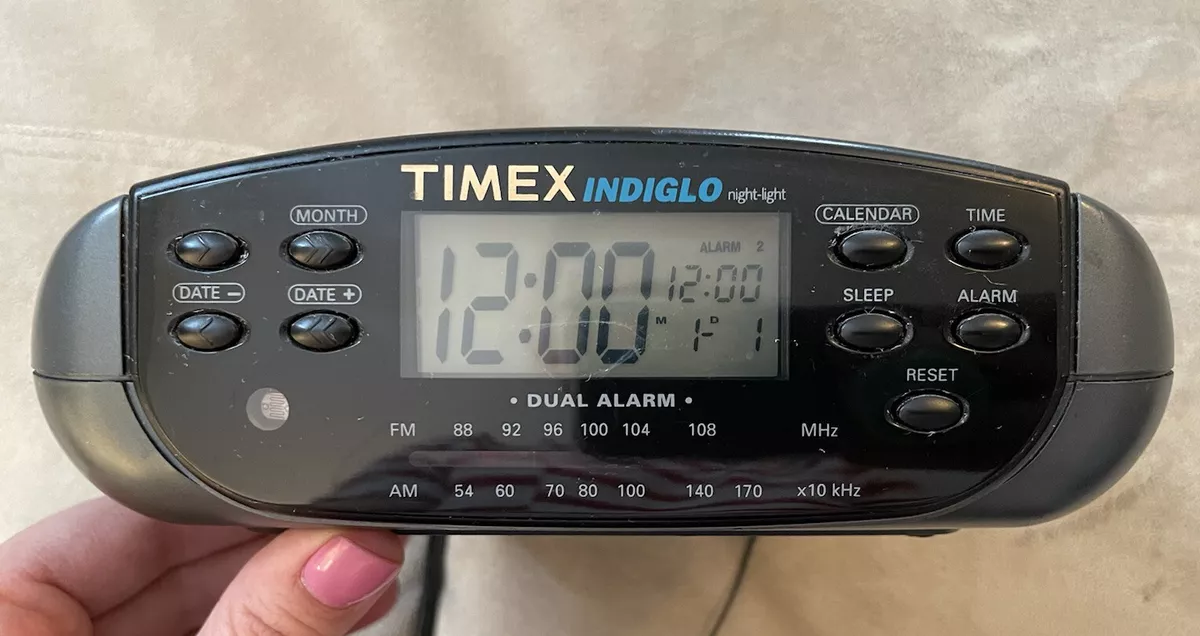 TIMEX INDIGLO night-light
MONTH
CALENDAR
TIME
ALARM 2
12:00
12:00
DATE -
DATE +
SLEEP
ALARM
M D
1- 1
RESET
• DUAL ALARM •
FM 88 92 96 100 104 108 MHz
AM 54 60 70 80 100 140 170 x10 kHz